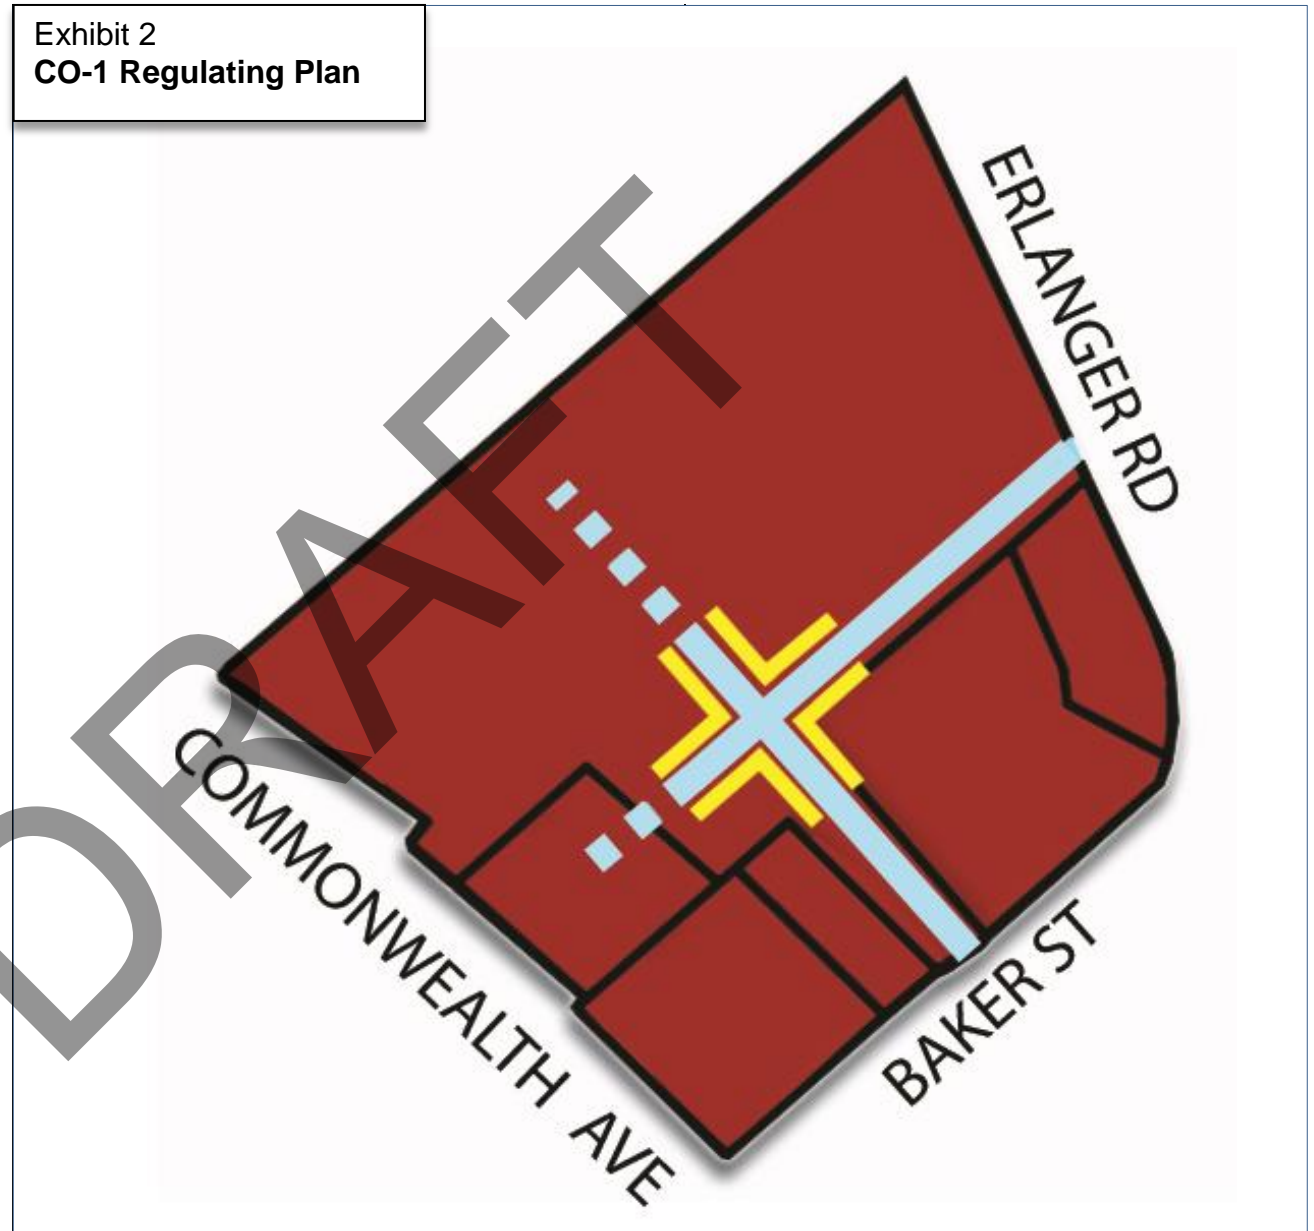 Exhibit 2
CO-1 Regulating Plan
ERLANGER RD
DRAFT
COMMONWEALTH AVE
BAKER ST